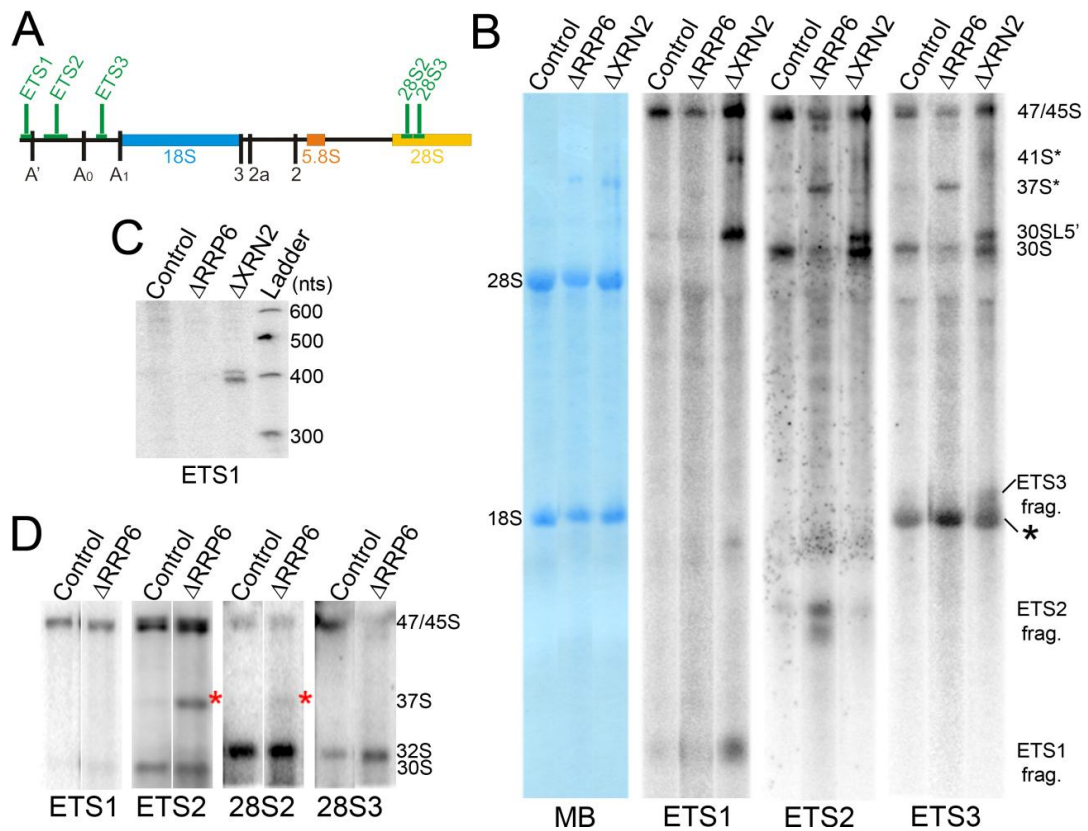 A
ETS1 ETS2 ETS3 28S2 28S3
18S 5.8S 28S
A' A0 A1 3 2a 2
B
Control ΔRRP6 ΔXRN2 Control ΔRRP6 ΔXRN2 Control ΔRRP6 ΔXRN2 Control ΔRRP6 ΔXRN2
47/45S
41S*
37S*
30SL5'
30S
28S
18S
ETS3
frag.
*
ETS2
frag.
ETS1
frag.
MB ETS1 ETS2 ETS3
C
Control ΔRRP6 ΔXRN2 Ladder
(nts)
600
500
400
300
ETS1
D
Control ΔRRP6 Control ΔRRP6 Control ΔRRP6 Control ΔRRP6
47/45S
* * 37S
32S
30S
ETS1 ETS2 28S2 28S3